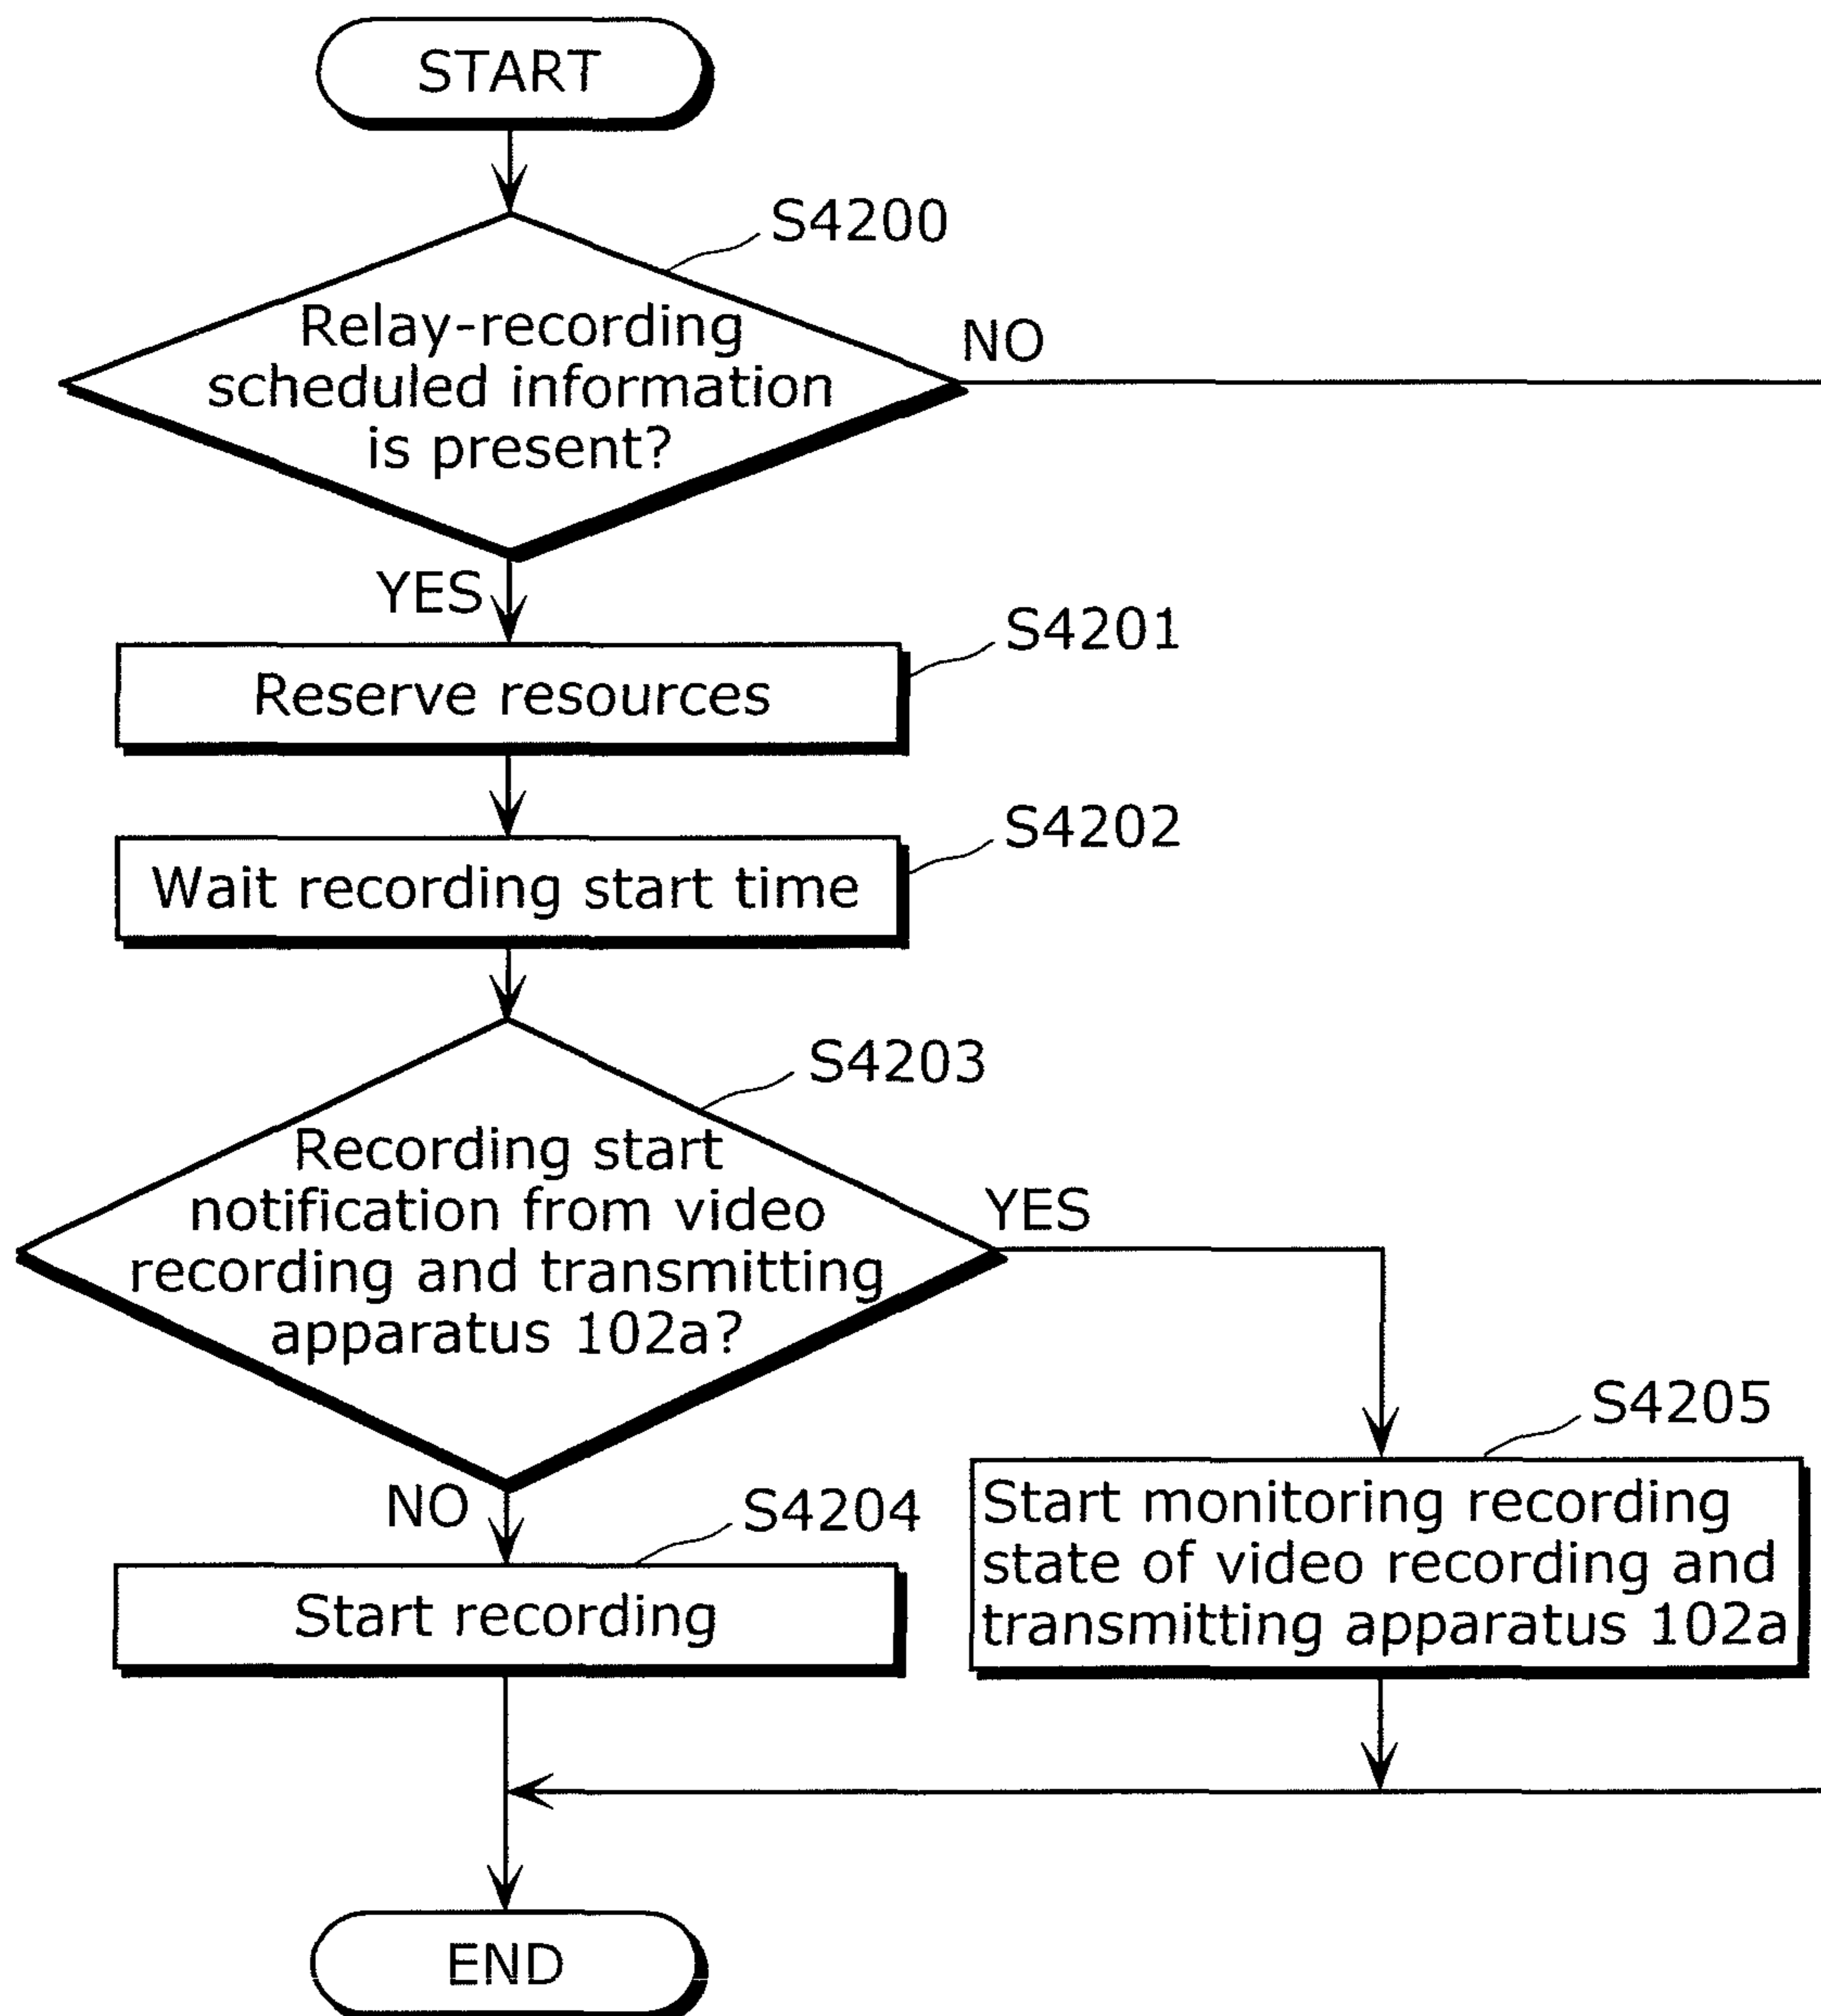 START
S4200
Relay-recording
scheduled information
is present?
NO
YES
S4201
Reserve resources
S4202
Wait recording start time
S4203
Recording start
notification from video
recording and transmitting
apparatus 102a?
YES
NO
S4204
Start recording
S4205
Start monitoring recording
state of video recording and
transmitting apparatus 102a
END